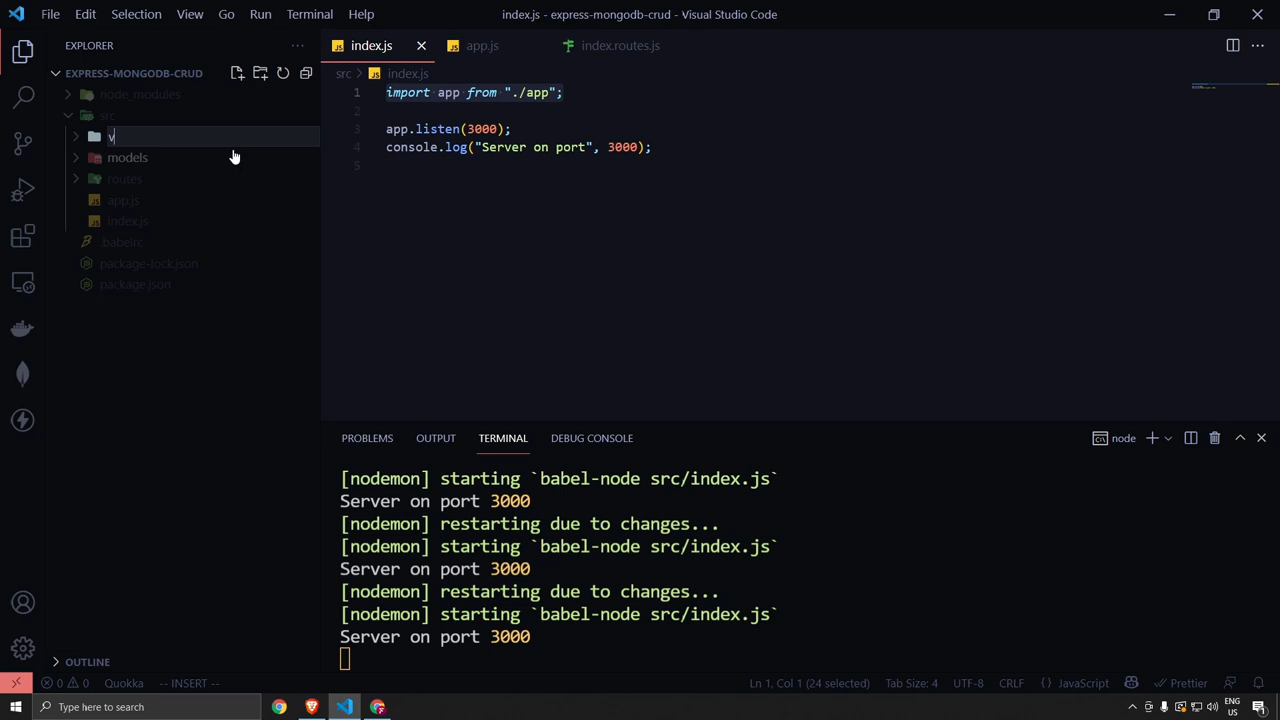 File Edit Selection View Go Run Terminal Help
index.js - express-mongodb-crud - Visual Studio Code
EXPLORER
EXPRESS-MONGODB-CRUD
node_modules
src
v
models
routes
app.js
index.js
.babelrc
package-lock.json
package.json
OUTLINE
index.js app.js index.routes.js
src > index.js
1 import app from "./app";
2
3 app.listen(3000);
4 console.log("Server on port", 3000);
5
PROBLEMS OUTPUT TERMINAL DEBUG CONSOLE
node
[nodemon] starting `babel-node src/index.js`
Server on port 3000
[nodemon] restarting due to changes...
[nodemon] starting `babel-node src/index.js`
Server on port 3000
[nodemon] restarting due to changes...
[nodemon] starting `babel-node src/index.js`
Server on port 3000
0 0 Quokka -- INSERT -- Ln 1, Col 1 (24 selected) Tab Size: 4 UTF-8 CRLF JavaScript Prettier
Type here to search
ENG
US